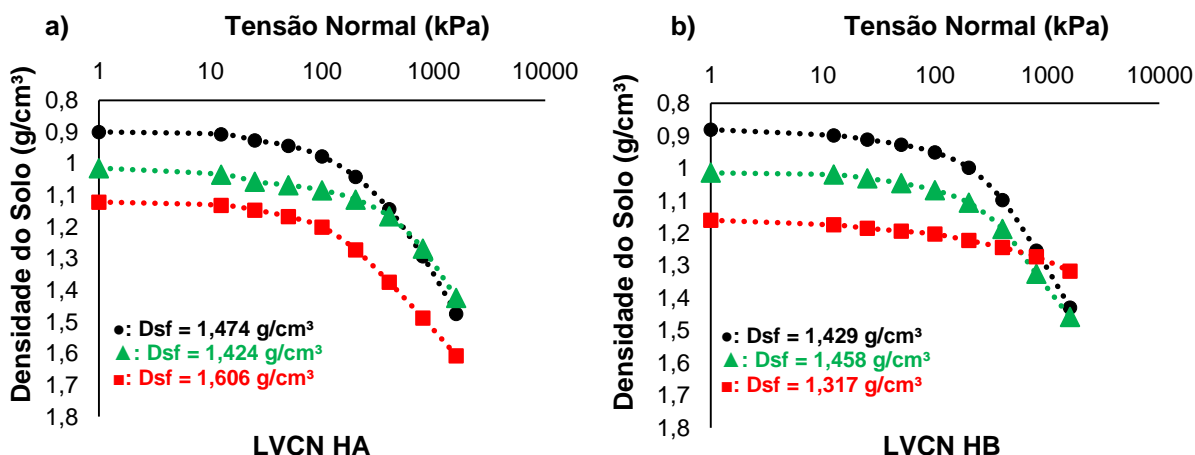 a)
Tensão Normal (kPa)
1 10 100 1000 10000
Densidade do Solo (g/cm³)
0,8
0,9
1
1,1
1,2
1,3
1,4
1,5
1,6
1,7
1,8
●: Dsf = 1,474 g/cm³
▲: Dsf = 1,424 g/cm³
■: Dsf = 1,606 g/cm³
LVCN HA
b)
Tensão Normal (kPa)
1 10 100 1000 10000
Densidade do Solo (g/cm³)
0,8
0,9
1
1,1
1,2
1,3
1,4
1,5
1,6
1,7
1,8
●: Dsf = 1,429 g/cm³
▲: Dsf = 1,458 g/cm³
■: Dsf = 1,317 g/cm³
LVCN HB